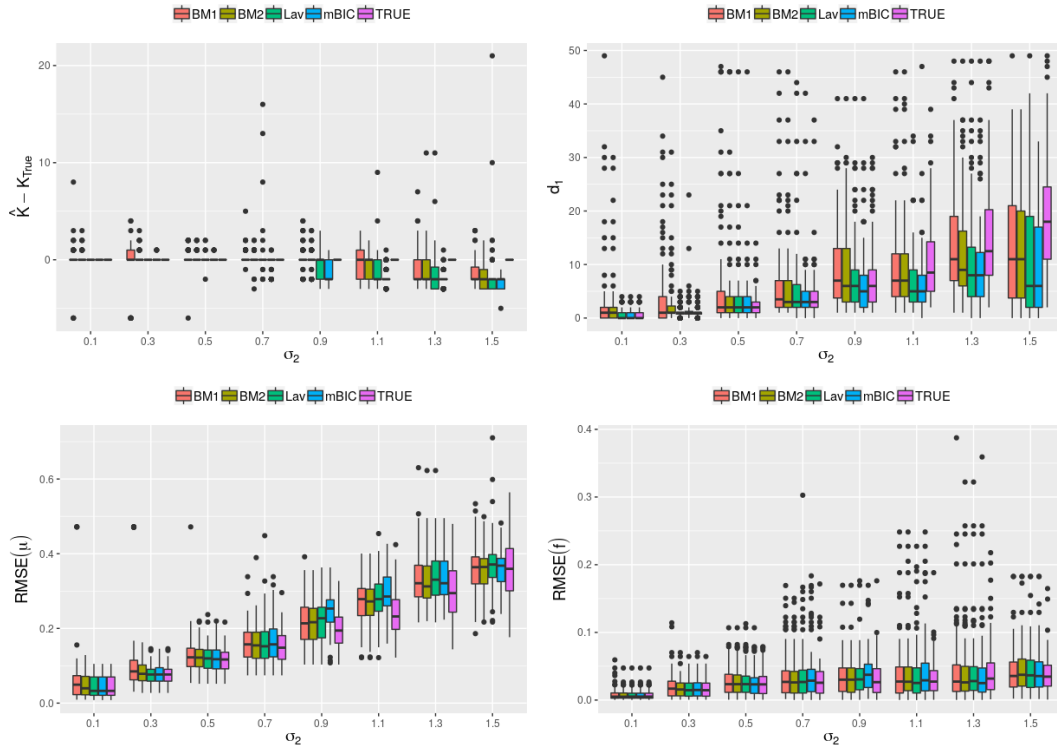 BM1 BM2 Lav mBIC TRUE
K̂ − K_True
20
10
0
0.1 0.3 0.5 0.7 0.9 1.1 1.3 1.5
σ₂
BM1 BM2 Lav mBIC TRUE
d₁
50
40
30
20
10
0
0.1 0.3 0.5 0.7 0.9 1.1 1.3 1.5
σ₂
BM1 BM2 Lav mBIC TRUE
RMSE(μ)
0.6
0.4
0.2
0.0
0.1 0.3 0.5 0.7 0.9 1.1 1.3 1.5
σ₂
BM1 BM2 Lav mBIC TRUE
RMSE(f)
0.4
0.3
0.2
0.1
0.0
0.1 0.3 0.5 0.7 0.9 1.1 1.3 1.5
σ₂